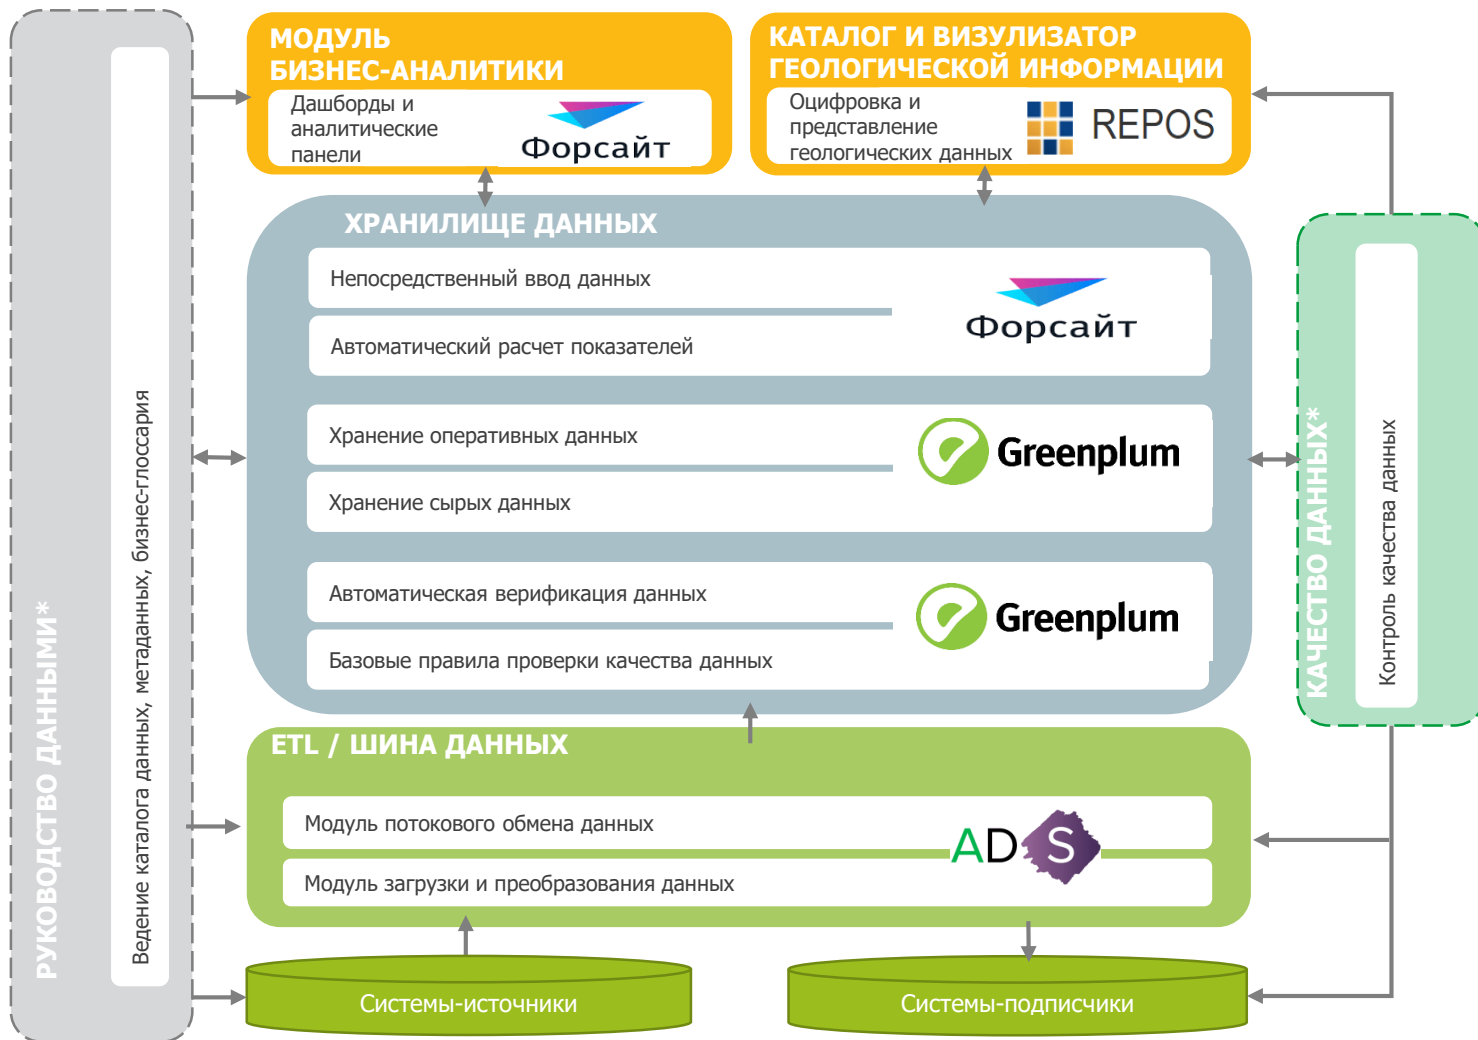 РУКОВОДСТВО ДАННЫМИ*
Ведение каталога данных, метаданных, бизнес-глоссария
МОДУЛЬ
БИЗНЕС-АНАЛИТИКИ
Дашборды и
аналитические
панели
Форсайт
КАТАЛОГ И ВИЗУЛИЗАТОР
ГЕОЛОГИЧЕСКОЙ ИНФОРМАЦИИ
Оцифровка и
представление
геологических данных
REPOS
ХРАНИЛИЩЕ ДАННЫХ
Непосредственный ввод данных
Автоматический расчет показателей
Форсайт
Хранение оперативных данных
Хранение сырых данных
Greenplum
Автоматическая верификация данных
Базовые правила проверки качества данных
Greenplum
ETL / ШИНА ДАННЫХ
Модуль потокового обмена данных
Модуль загрузки и преобразования данных
ADS
Системы-источники
Системы-подписчики
КАЧЕСТВО ДАННЫХ*
Контроль качества данных